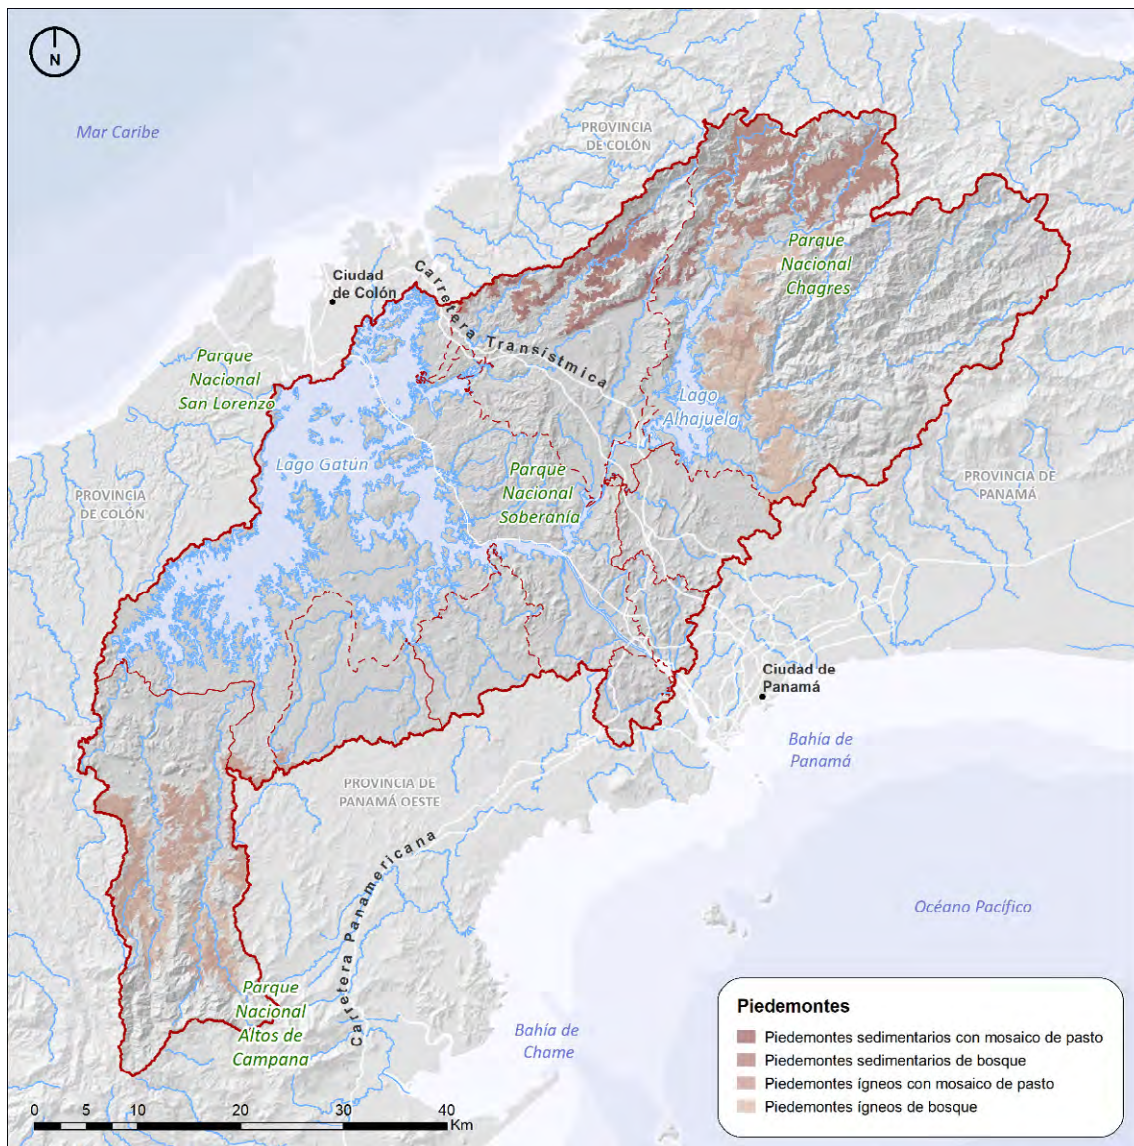 N
Mar Caribe
PROVINCIA
DE COLÓN
Parque
Nacional
Chagres
Ciudad
de Colón
Carretera Transístmica
Parque
Nacional
San Lorenzo
Lago
Alhajuela
Lago Gatún
Parque
Nacional
Soberanía
PROVINCIA DE
PANAMÁ
PROVINCIA
DE COLÓN
Ciudad de
Panamá
Bahía de
Panamá
PROVINCIA DE
PANAMÁ OESTE
Carretera Panamericana
Océano Pacífico
Parque
Nacional
Altos de
Campana
Bahía de
Chame
Piedemontes
Piedemontes sedimentarios con mosaico de pasto
Piedemontes sedimentarios de bosque
Piedemontes ígneos con mosaico de pasto
Piedemontes ígneos de bosque
0 5 10 20 30 40
Km